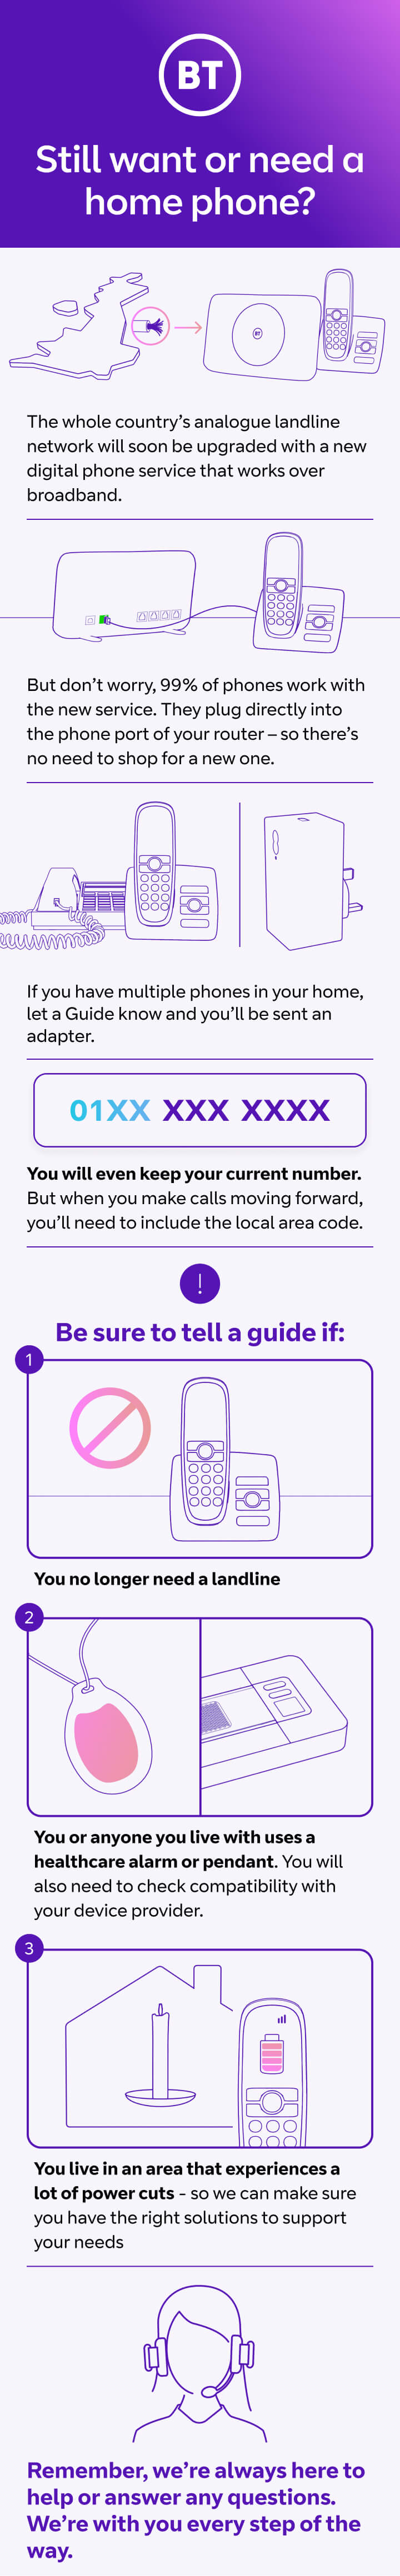 BT
Still want or need a
home phone?
BT
The whole country's analogue landline
network will soon be upgraded with a new
digital phone service that works over
broadband.
But don't worry, 99% of phones work with
the new service. They plug directly into
the phone port of your router – so there's
no need to shop for a new one.
If you have multiple phones in your home,
let a Guide know and you'll be sent an
adapter.
01XX XXX XXXX
You will even keep your current number.
But when you make calls moving forward,
you'll need to include the local area code.
!
Be sure to tell a guide if:
1
You no longer need a landline
2
You or anyone you live with uses a
healthcare alarm or pendant. You will
also need to check compatibility with
your device provider.
3
You live in an area that experiences a
lot of power cuts - so we can make sure
you have the right solutions to support
your needs
Remember, we're always here to
help or answer any questions.
We're with you every step of the
way.